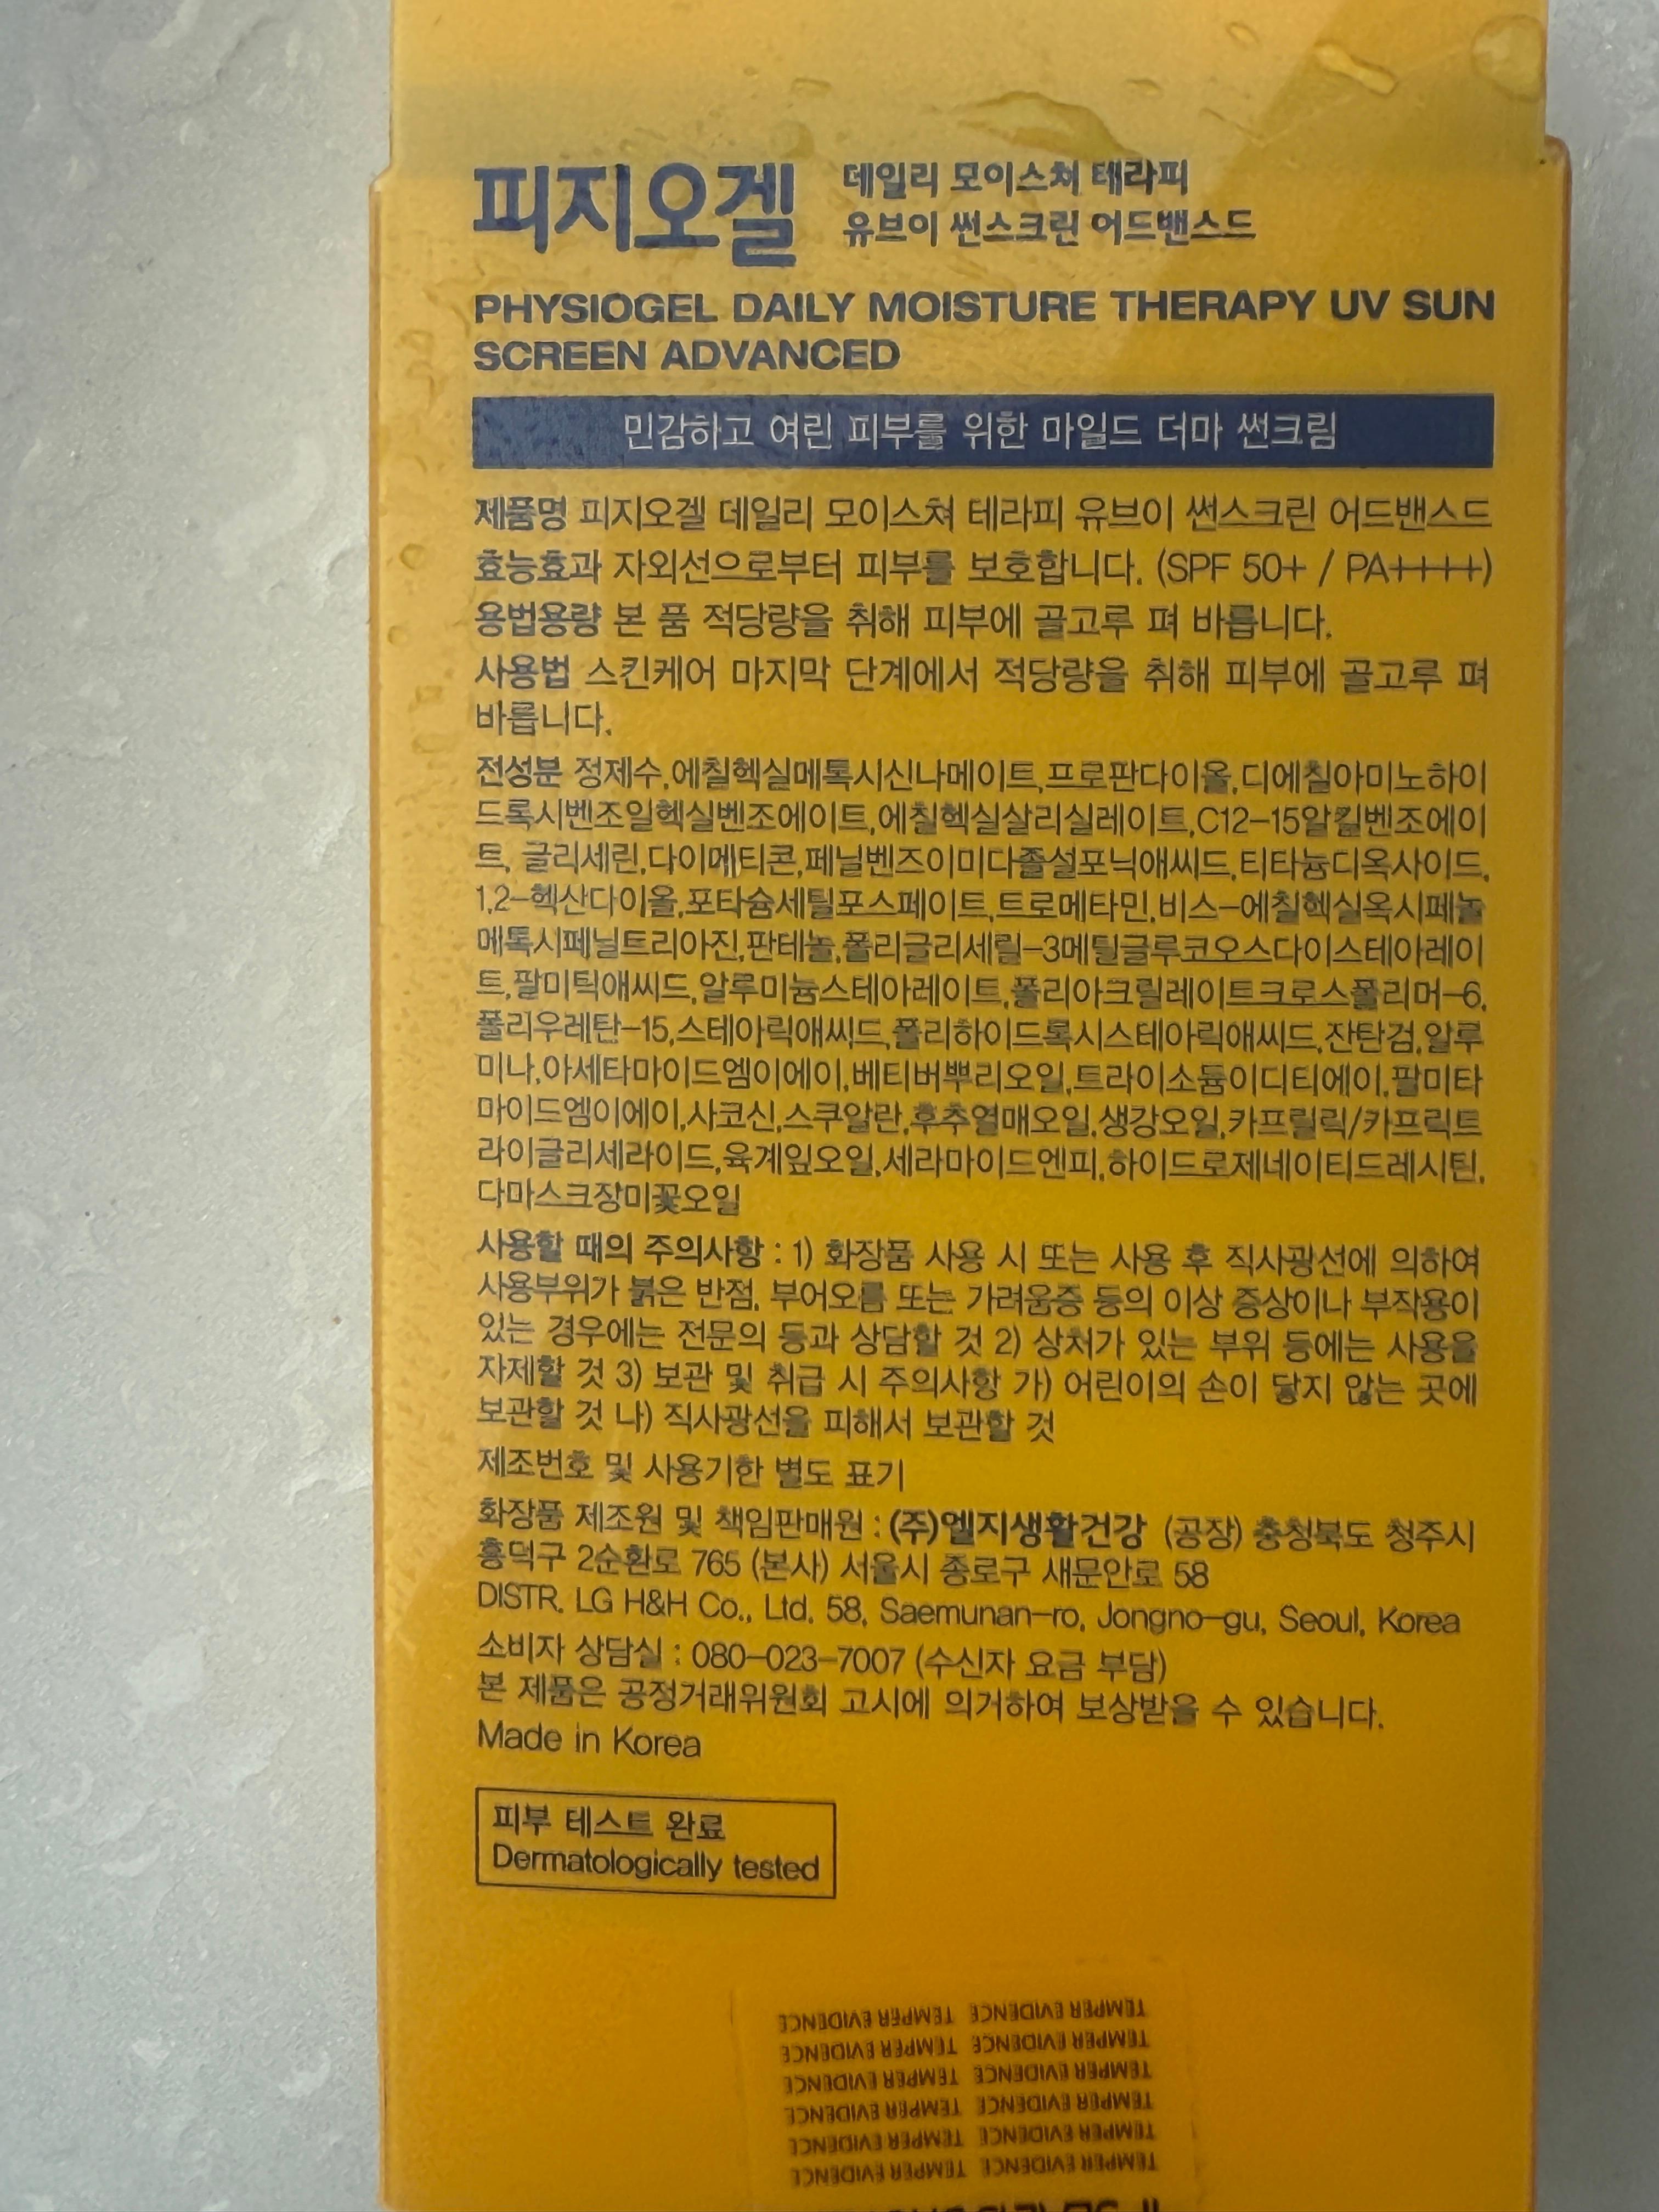 피지오겔 데일리 모이스쳐 테라피
유브이 썬스크린 어드밴스드
PHYSIOGEL DAILY MOISTURE THERAPY UV SUN
SCREEN ADVANCED
민감하고 여린 피부를 위한 마일드 더마 썬크림
제품명 피지오겔 데일리 모이스쳐 테라피 유브이 썬스크린 어드밴스드
효능효과 자외선으로부터 피부를 보호합니다. (SPF 50+ / PA++++)
용법용량 본 품 적당량을 취해 피부에 골고루 펴 바릅니다.
사용법 스킨케어 마지막 단계에서 적당량을 취해 피부에 골고루 펴
바릅니다.
전성분 정제수,에칠헥실메톡시신나메이트,프로판다이올,디에칠아미노하이
드록시벤조일헥실벤조에이트,에칠헥실살리실레이트,C12-15알킬벤조에이
트, 글리세린,다이메티콘,페닐벤즈이미다졸설포닉애씨드,티타늄디옥사이드,
1,2-헥산다이올,포타슘세틸포스페이트,트로메타민,비스-에칠헥실옥시페놀
메톡시페닐트리아진,판테놀,폴리글리세릴-3메틸글루코오스다이스테아레이
트,팔미틱애씨드,알루미늄스테아레이트,폴리아크릴레이트크로스폴리머-6,
폴리우레탄-15,스테아릭애씨드,폴리하이드록시스테아릭애씨드,잔탄검,알루
미나,아세타마이드엠이에이,베티버뿌리오일,트라이소듐이디티에이,팔미타
마이드엠이에이,사코신,스쿠알란,후추열매오일,생강오일,카프릴릭/카프릭트
라이글리세라이드,육계잎오일,세라마이드엔피,하이드로제네이티드레시틴,
다마스크장미꽃오일
사용할 때의 주의사항 : 1) 화장품 사용 시 또는 사용 후 직사광선에 의하여
사용부위가 붉은 반점, 부어오름 또는 가려움증 등의 이상 증상이나 부작용이
있는 경우에는 전문의 등과 상담할 것 2) 상처가 있는 부위 등에는 사용을
자제할 것 3) 보관 및 취급 시 주의사항 가) 어린이의 손이 닿지 않는 곳에
보관할 것 나) 직사광선을 피해서 보관할 것
제조번호 및 사용기한 별도 표기
화장품 제조원 및 책임판매원 : (주)엘지생활건강 (공장) 충청북도 청주시
흥덕구 2순환로 765 (본사) 서울시 종로구 새문안로 58
DISTR. LG H&H Co., Ltd. 58, Saemunan-ro, Jongno-gu, Seoul, Korea
소비자 상담실 : 080-023-7007 (수신자 요금 부담)
본 제품은 공정거래위원회 고시에 의거하여 보상받을 수 있습니다.
Made in Korea
피부 테스트 완료
Dermatologically tested
TEMPER EVIDENCE TEMPER EVIDENCE
TEMPER EVIDENCE TEMPER EVIDENCE
TEMPER EVIDENCE TEMPER EVIDENCE
TEMPER EVIDENCE TEMPER EVIDENCE
TEMPER EVIDENCE TEMPER EVIDENCE
TEMPER EVIDENCE TEMPER EVIDENCE